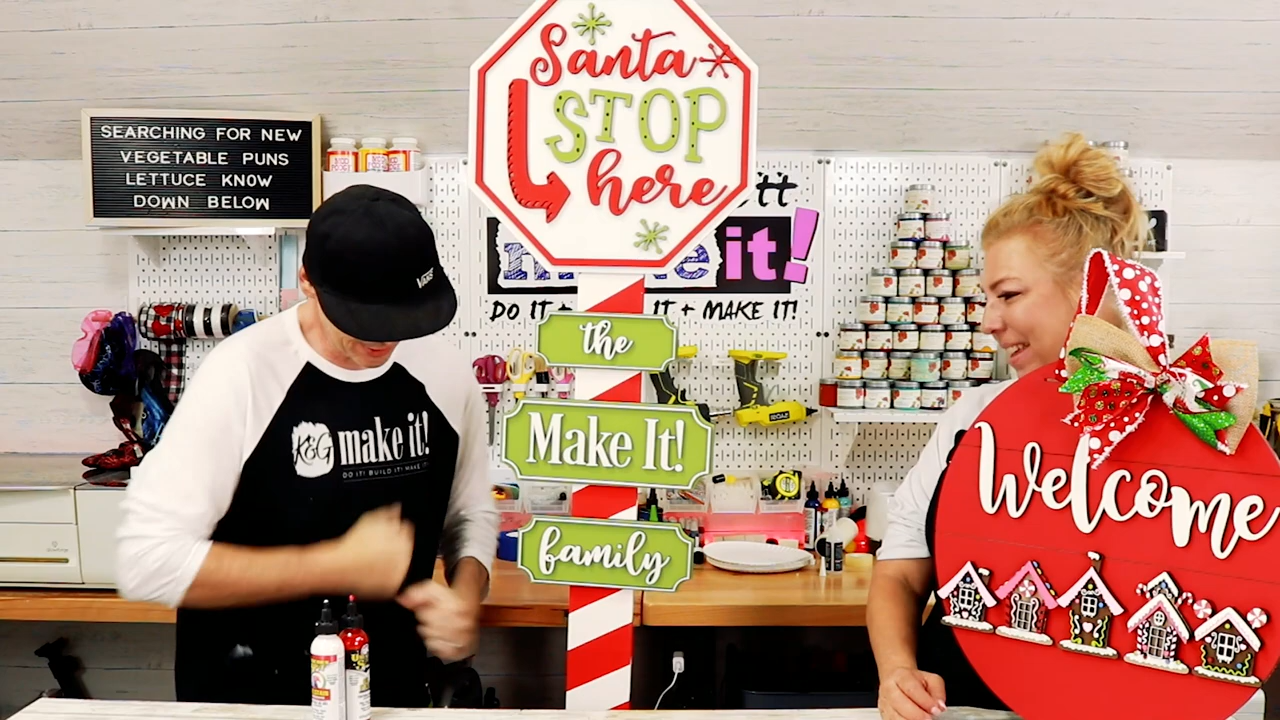 SEARCHING FOR NEW
VEGETABLE PUNS
LETTUCE KNOW
DOWN BELOW
Santa
STOP
here
it!
DO IT +
IT + MAKE IT!
the
Make It!
family
VANS
K&G make it!
DO IT! BUILD IT! MAKE IT!
Welcome